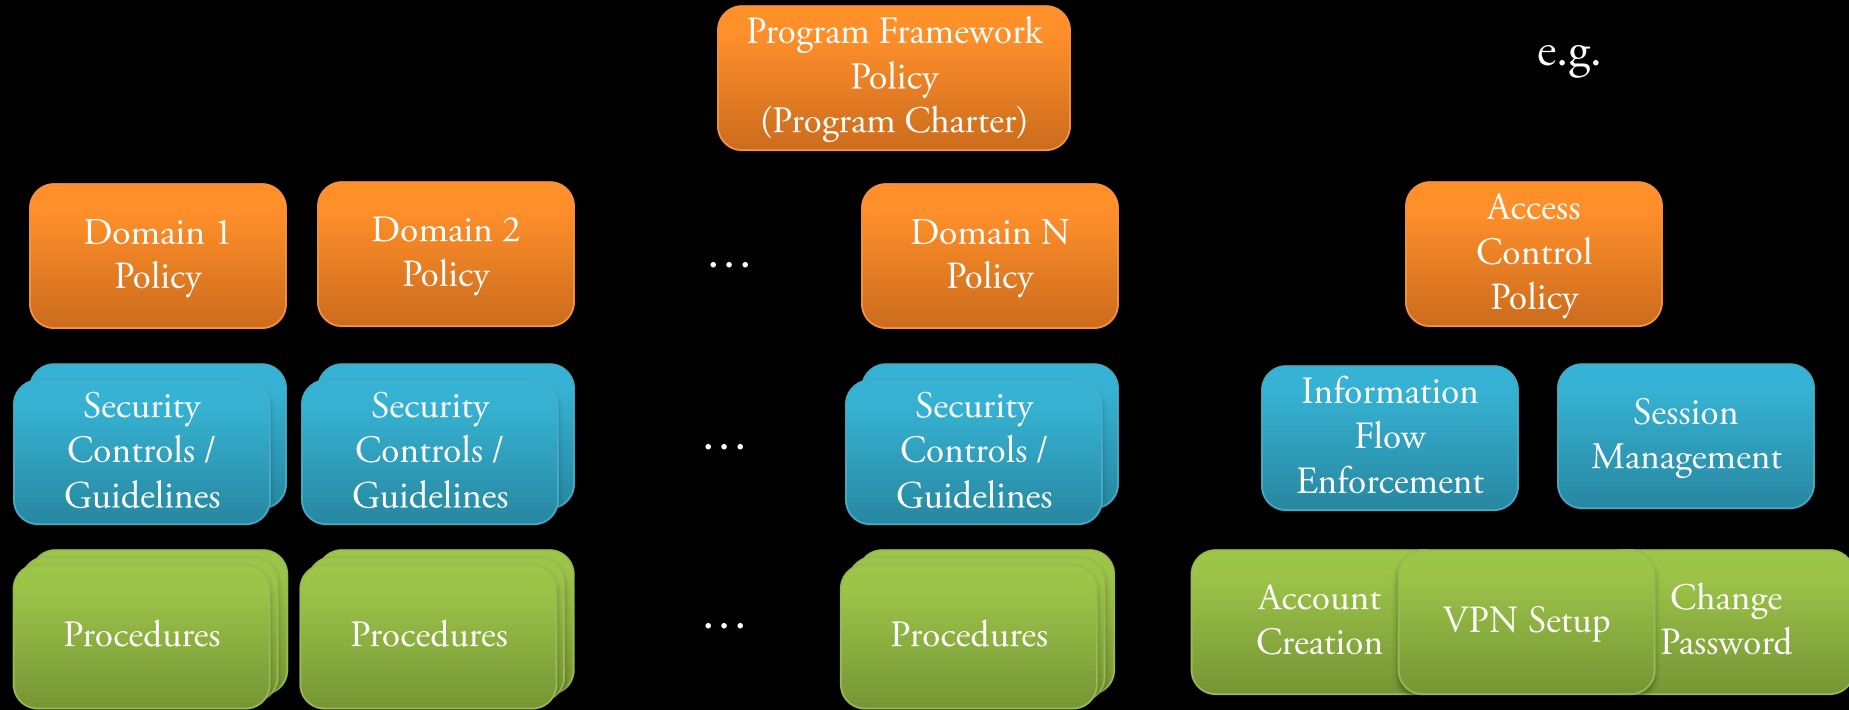 Program Framework
Policy
(Program Charter)
e.g.
Domain 1
Policy
Domain 2
Policy
...
Domain N
Policy
Access
Control
Policy
Security
Controls /
Guidelines
Security
Controls /
Guidelines
...
Security
Controls /
Guidelines
Information
Flow
Enforcement
Session
Management
Procedures
Procedures
...
Procedures
Account
Creation
VPN Setup
Change
Password